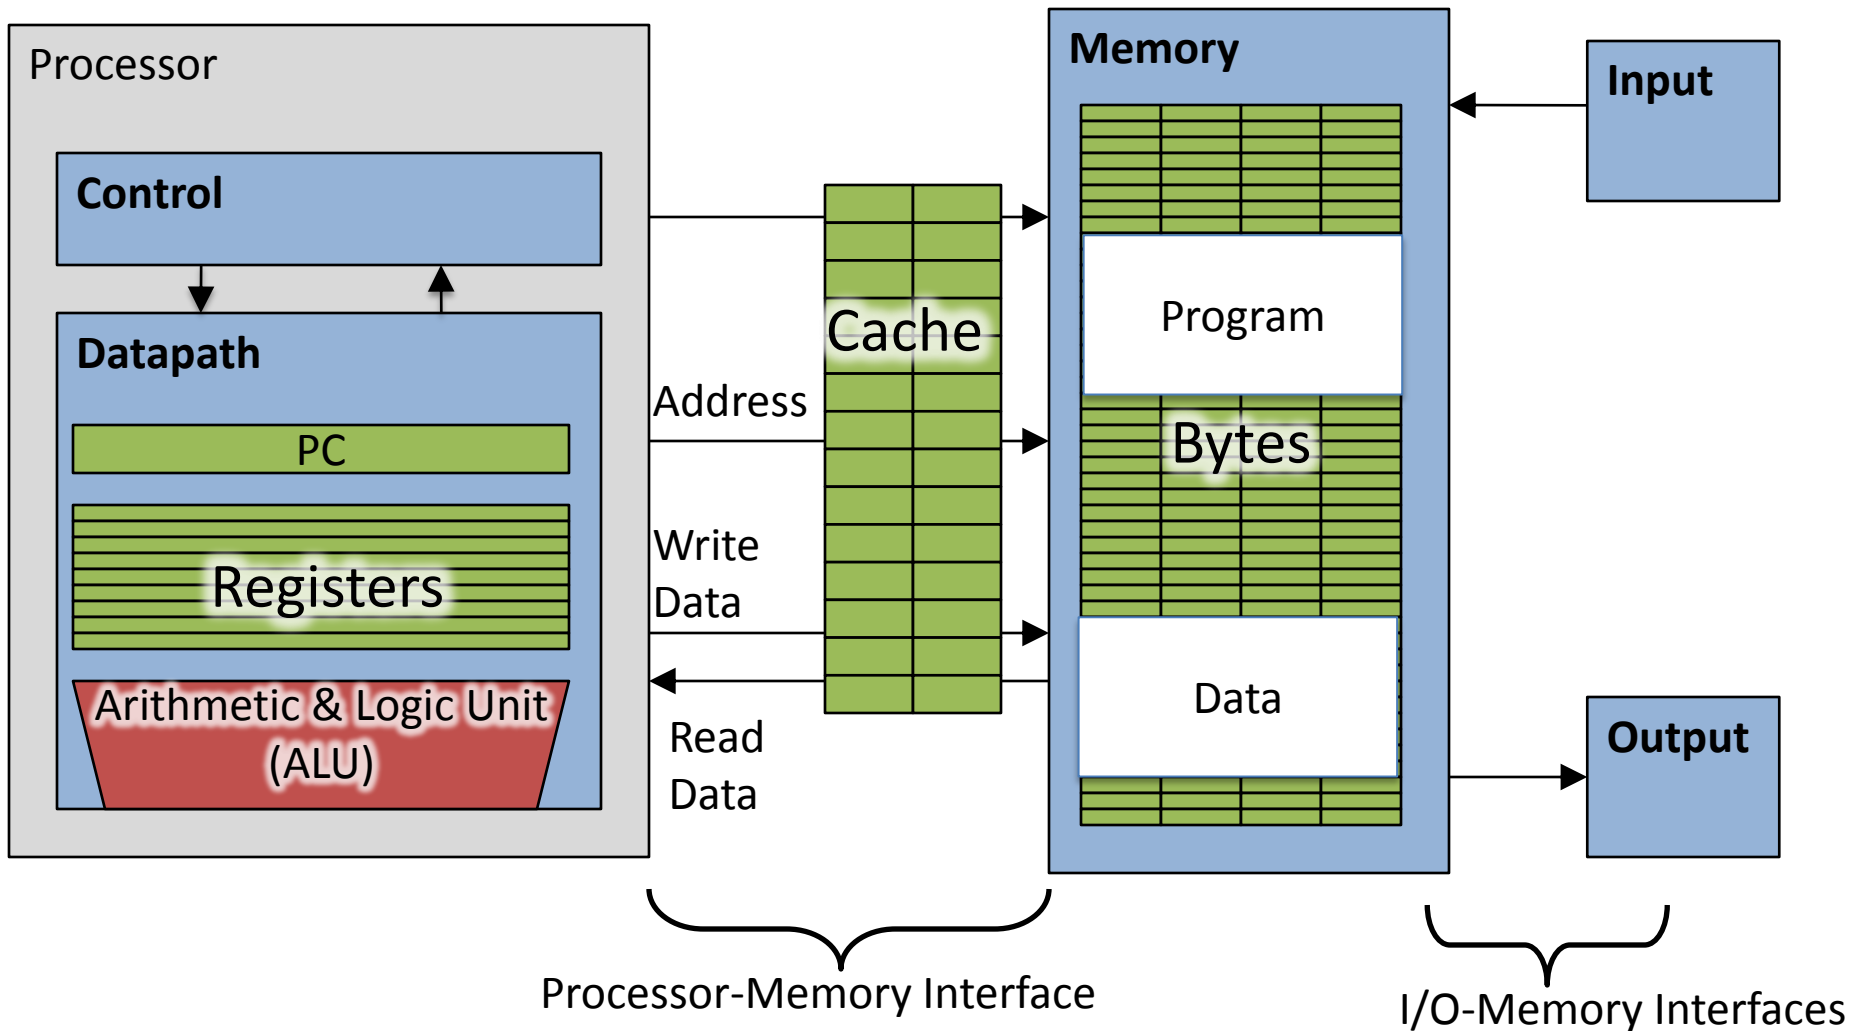 Processor
Control
Datapath
PC
Registers
Arithmetic & Logic Unit
(ALU)
Address
Write
Data
Read
Data
Cache
Memory
Program
Bytes
Data
Input
Output
Processor-Memory Interface
I/O-Memory Interfaces